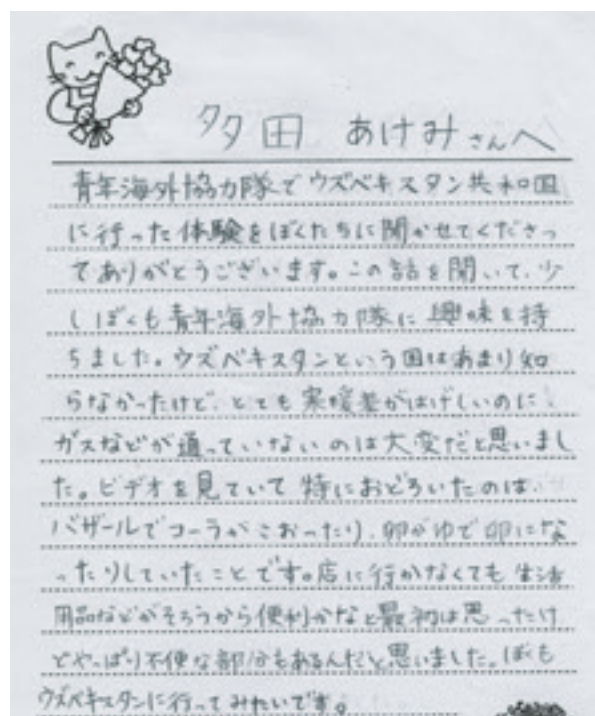 多田 あけみさんへ
青年海外協力隊でウズベキスタン共和国
に行った体験をぼくたちに聞かせてくださっ
てありがとうございます。この話を聞いて、少
しぼくも青年海外協力隊に興味を持
ちました。ウズベキスタンという国はあまり知
らなかったけど、とても寒暖差がはげしいのに、
ガスなどが通っていないのは大変だと思いまし
た。ビデオを見ていて特におどろいたのは
バザールでコーラがこおったり、卵がゆで卵にな
ったりしていたことです。店に行かなくても生活
用品などがそろうから便利かなと最初は思ったけ
どやっぱり不便な部分もあるんだと思いました。ぼくも
ウズベキスタンに行ってみたいです。